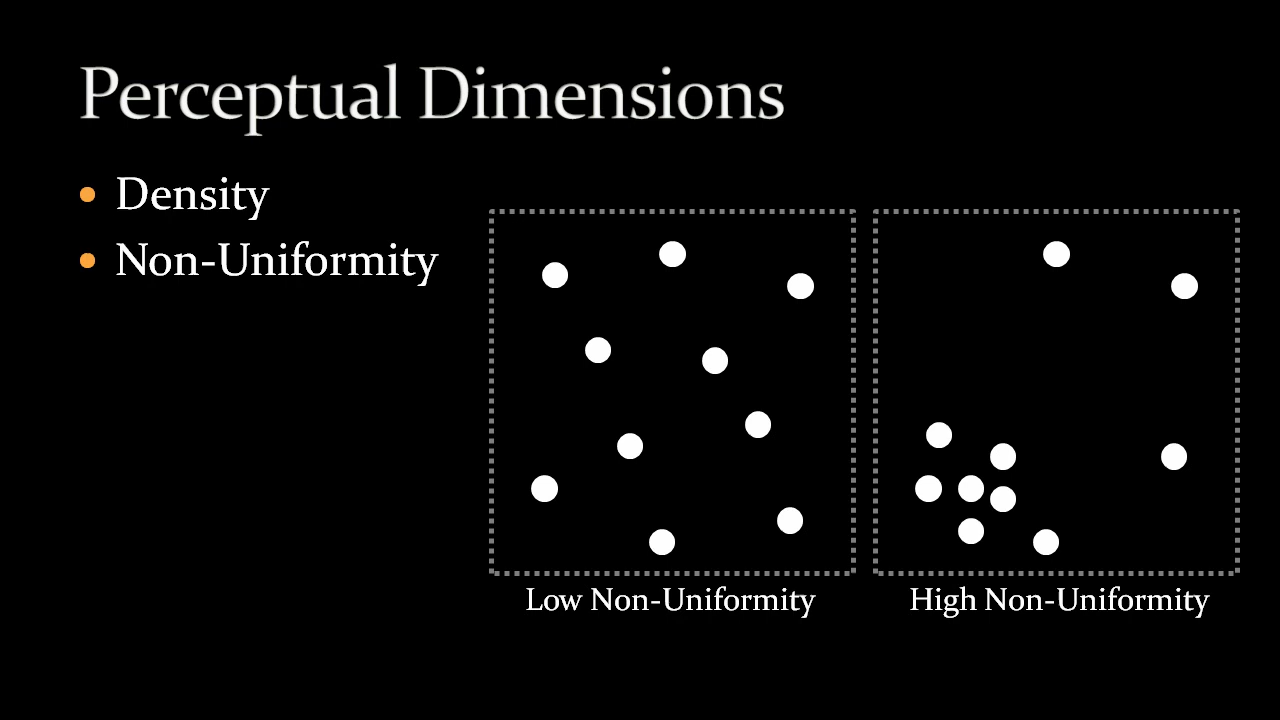 Perceptual Dimensions
Density
Non-Uniformity
Low Non-Uniformity
High Non-Uniformity